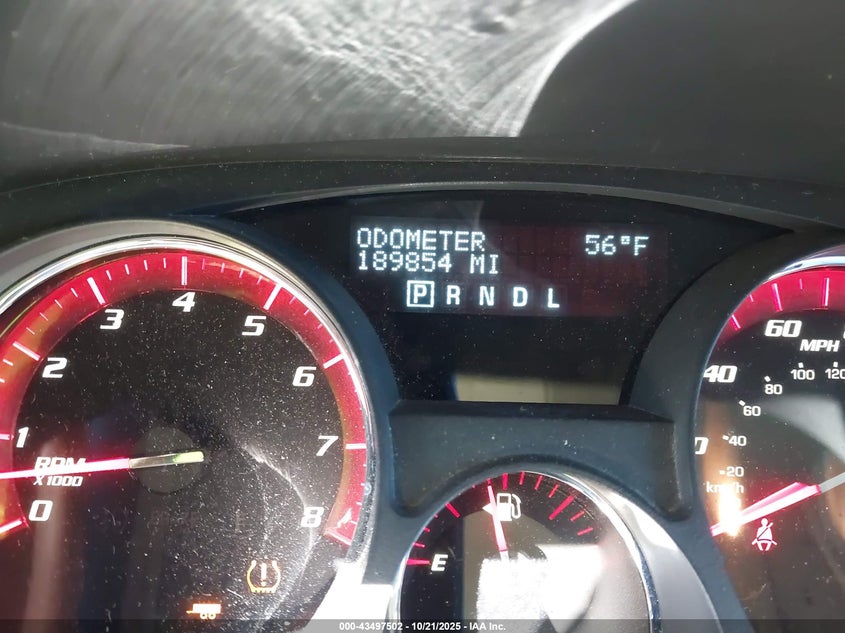 ODOMETER 56°F
189854 MI
P R N D L
0 1 2 3 4 5 6 7 8
RPM
X1000
E
40 60
MPH
20 40 60 80 100 120
km/h
000-43497502 - 10/21/2025 - IAA Inc.